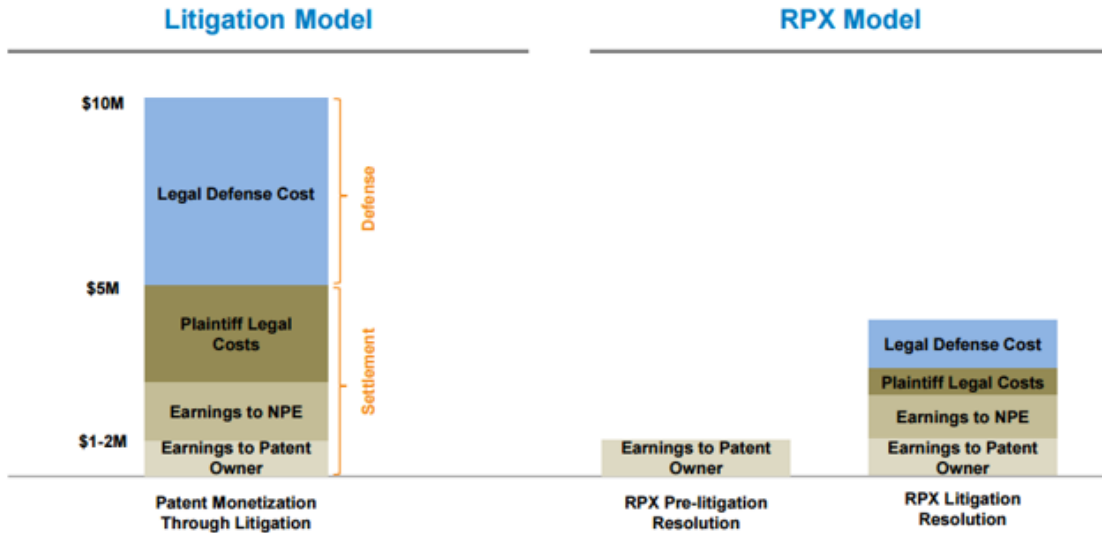 Litigation Model
RPX Model
$10M
Legal Defense Cost
Defense
$5M
Plaintiff Legal
Costs
Settlement
Earnings to NPE
$1-2M
Earnings to Patent
Owner
Patent Monetization
Through Litigation
Earnings to Patent
Owner
RPX Pre-litigation
Resolution
Legal Defense Cost
Plaintiff Legal Costs
Earnings to NPE
Earnings to Patent
Owner
RPX Litigation
Resolution